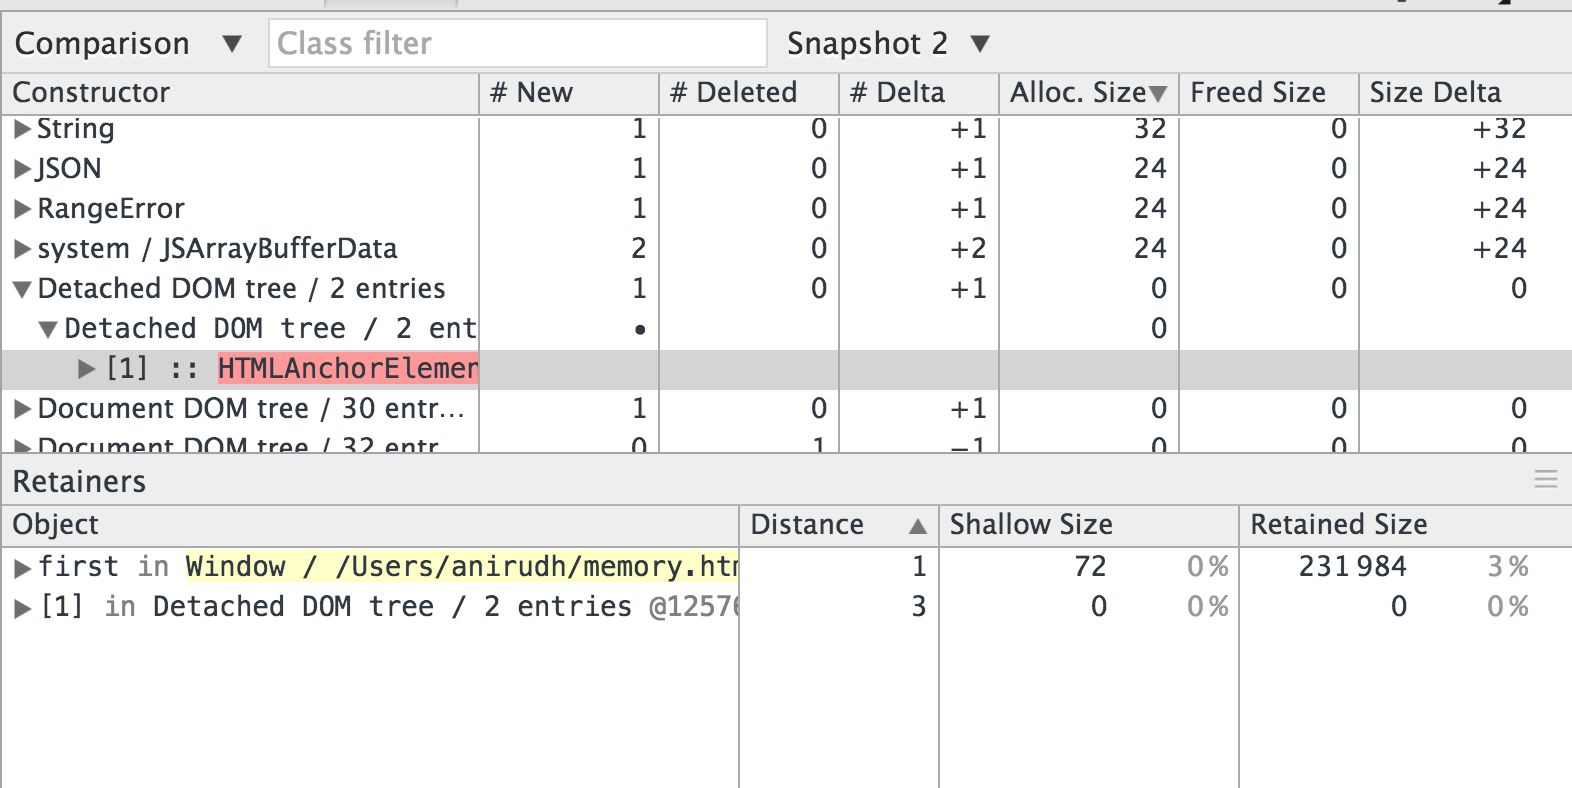 Comparison ▼ Class filter Snapshot 2 ▼
Constructor # New # Deleted # Delta Alloc. Size▼ Freed Size Size Delta
▶String 1 0 +1 32 0 +32
▶JSON 1 0 +1 24 0 +24
▶RangeError 1 0 +1 24 0 +24
▶system / JSArrayBufferData 2 0 +2 24 0 +24
▼Detached DOM tree / 2 entries 1 0 +1 0 0 0
▼Detached DOM tree / 2 ent • 0
▶[1] :: HTMLAnchorElemen
▶Document DOM tree / 30 entr… 1 0 +1 0 0 0
▶Document DOM tree / 32 entr 0 1 −1 0 0 0
Retainers
Object Distance ▲ Shallow Size Retained Size
▶first in Window / /Users/anirudh/memory.htm 1 72 0% 231 984 3%
▶[1] in Detached DOM tree / 2 entries @12576 3 0 0% 0 0%